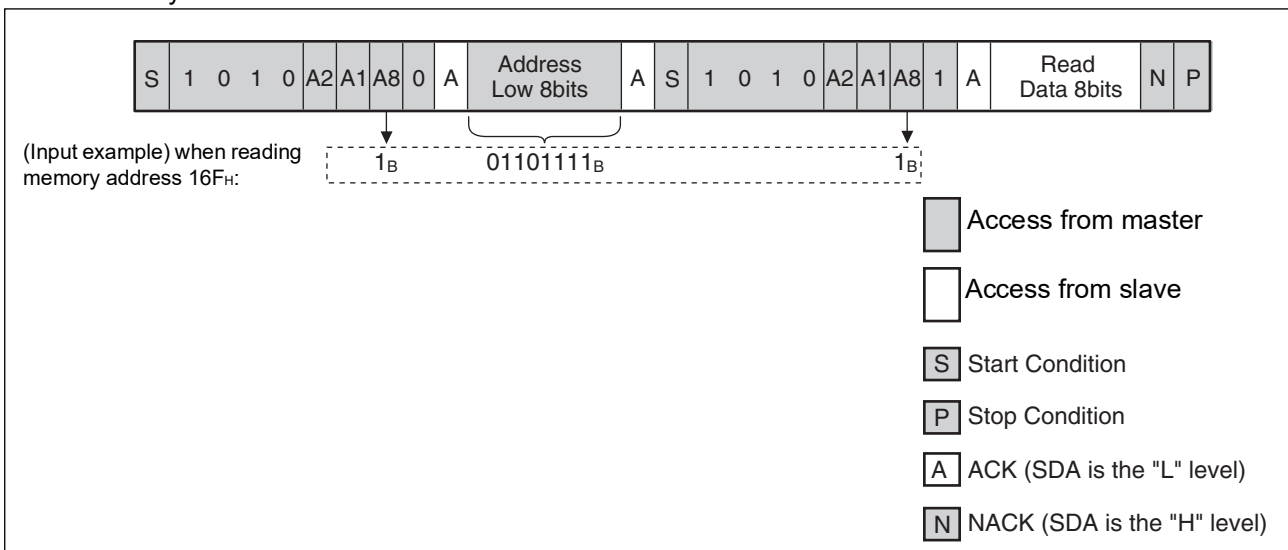 S 1 0 1 0 A2 A1 A8 0 A Address Low 8bits A S 1 0 1 0 A2 A1 A8 1 A Read Data 8bits N P
(Input example) when reading
memory address 16FH:
1B 01101111B 1B
Access from master
Access from slave
S Start Condition
P Stop Condition
A ACK (SDA is the "L" level)
N NACK (SDA is the "H" level)